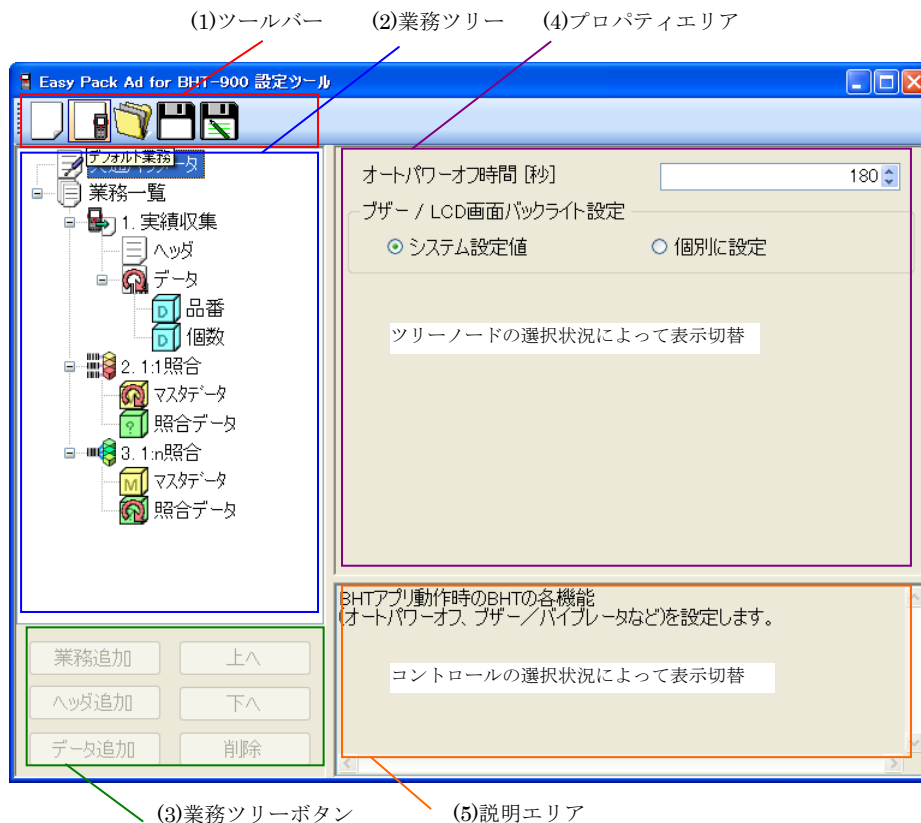 (1)ツールバー
(2)業務ツリー
(4)プロパティエリア
Easy Pack Ad for BHT-900 設定ツール
デフォルト業務
業務一覧
1. 実績収集
ヘッダ
データ
D 品番
D 個数
2. 1:1照合
マスタデータ
? 照合データ
3. 1:n照合
M マスタデータ
照合データ
業務追加
上へ
ヘッダ追加
下へ
データ追加
削除
オートパワーオフ時間 [秒]
180
ブザー / LCD画面バックライト設定
システム設定値
個別に設定
ツリーノードの選択状況によって表示切替
BHTアプリ動作時のBHTの各機能
(オートパワーオフ、ブザー／バイブレータなど)を設定します。
コントロールの選択状況によって表示切替
(3)業務ツリーボタン
(5)説明エリア